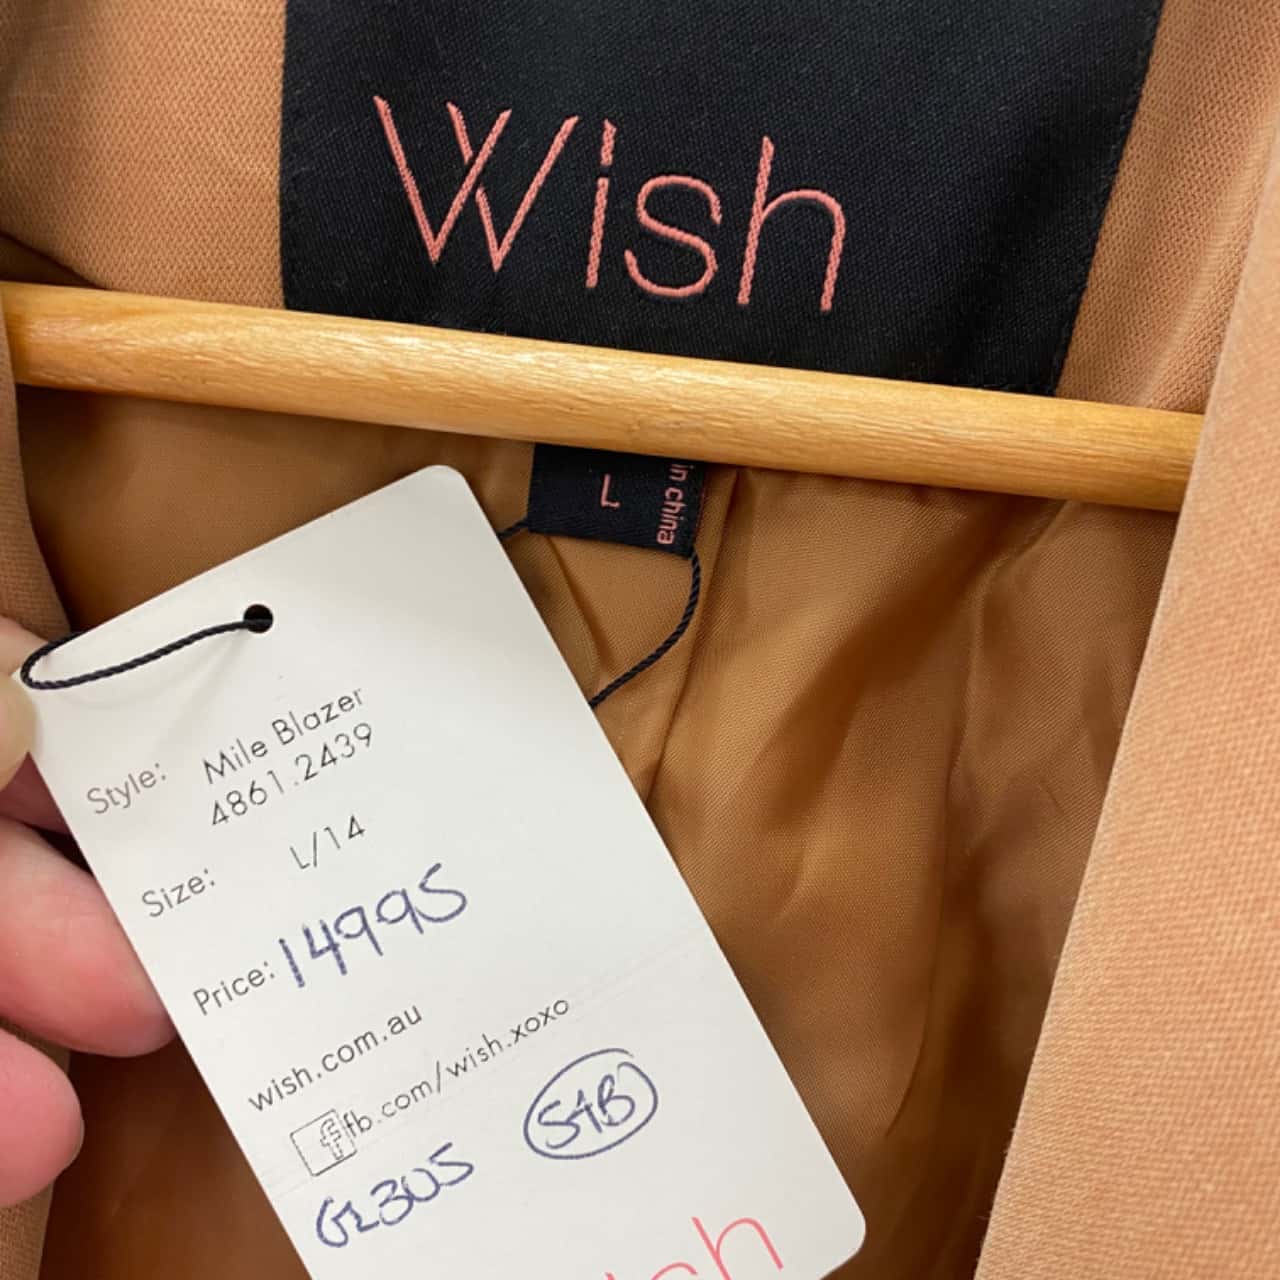 Wish
L
in china
Style: Mile Blazer
4861.2439
Size: L/14
Price: 14995
wish.com.au
fb.com/wish.xoxo
S4B